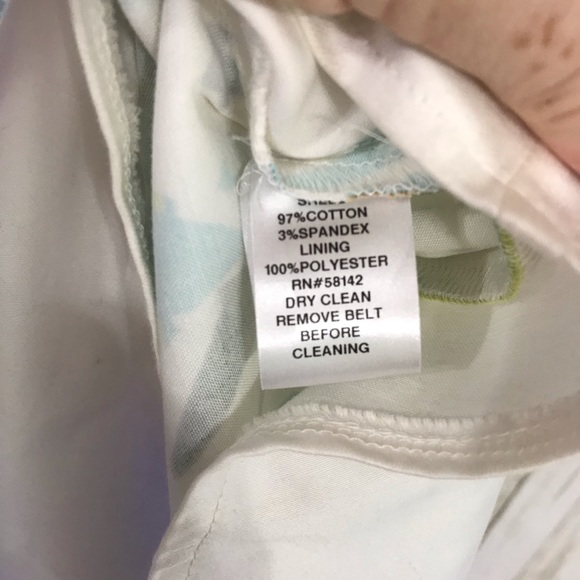 97%COTTON
3%SPANDEX
LINING
100%POLYESTER
RN#58142
DRY CLEAN
REMOVE BELT
BEFORE
CLEANING